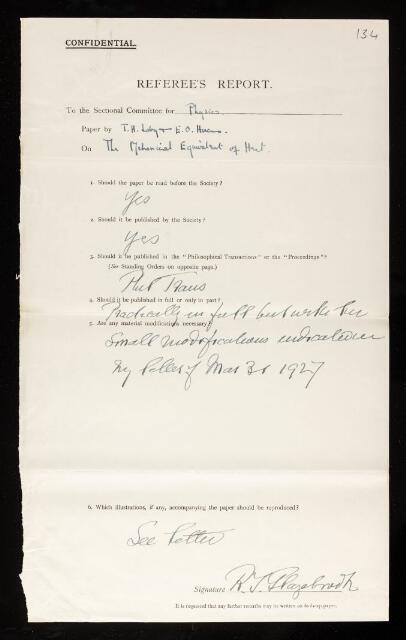 134
CONFIDENTIAL.
REFEREE'S REPORT.
To the Sectional Committee for Physics
Paper by T. H. Laby & E. O. Hercus.
On The Mechanical Equivalent of Heat.
1. Should the paper be read before the Society?
Yes
2. Should it be published by the Society?
Yes
3. Should it be published in the "Philosophical Transactions" or the "Proceedings"?
(See Standing Orders on opposite page.)
Phil Trans
4. Should it be published in full or only in part?
Practically in full but with the
5. Are any material modifications necessary?
small modifications indicated in
my letter of Mar 31 1927
6. Which illustrations, if any, accompanying the paper should be reproduced?
See letter
Signature R. T. Glazebrook
It is requested that any further remarks may be written on